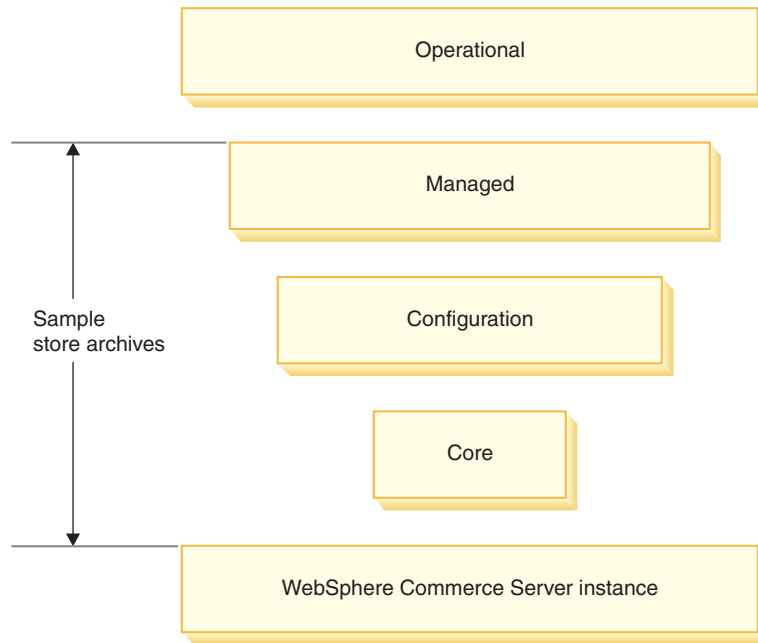 Operational
Managed
Configuration
Sample
store archives
Core
WebSphere Commerce Server instance